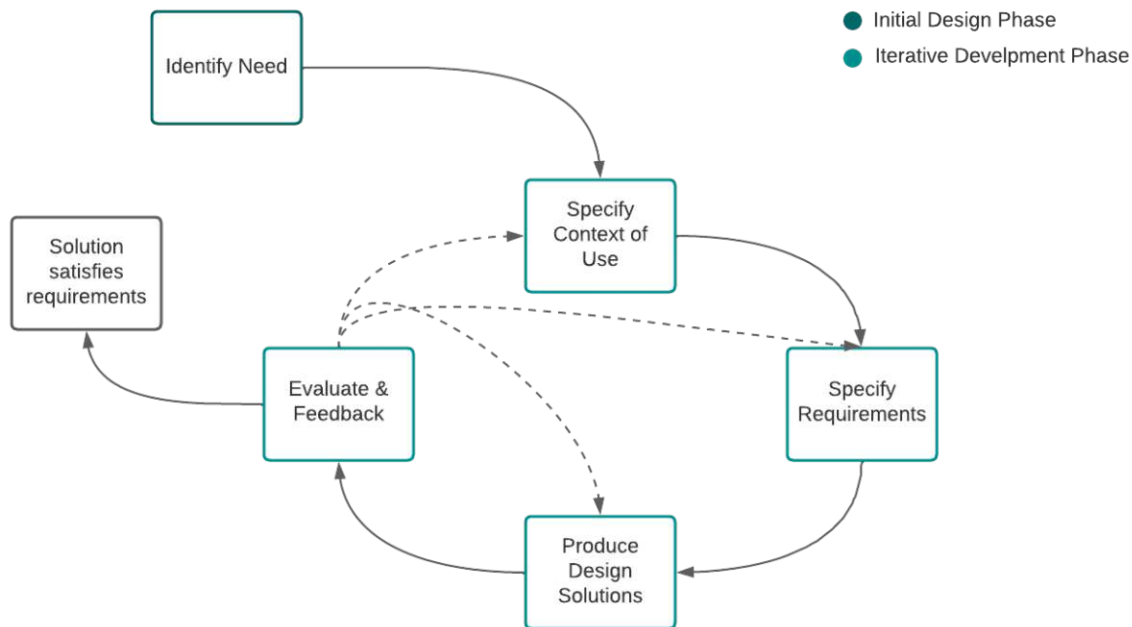 Initial Design Phase
Iterative Develpment Phase
Identify Need
Specify
Context of
Use
Solution
satisfies
requirements
Evaluate &
Feedback
Specify
Requirements
Produce
Design
Solutions